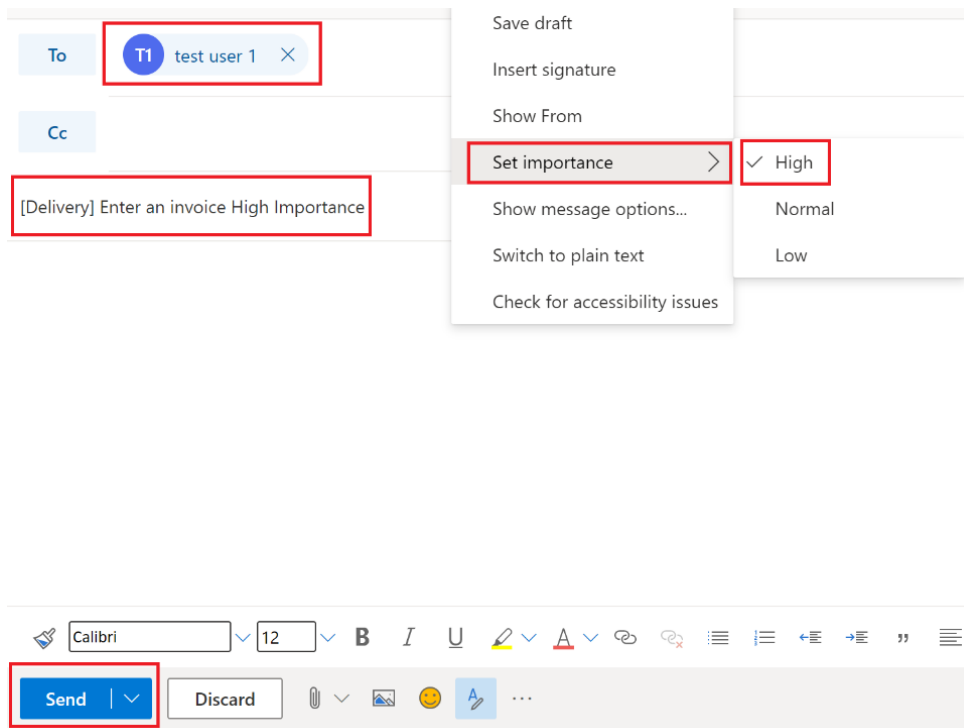 To
T1 test user 1
Cc
[Delivery] Enter an invoice High Importance
Save draft
Insert signature
Show From
Set importance
Show message options...
Switch to plain text
Check for accessibility issues
High
Normal
Low
Calibri 12 B I U A
Send Discard